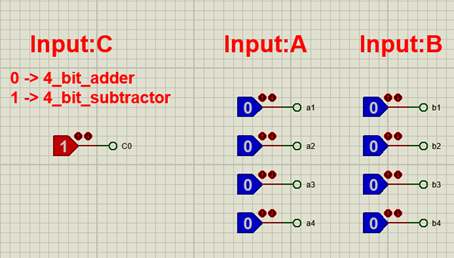 Input:C
Input:A
Input:B
0 -> 4_bit_adder
1 -> 4_bit_subtractor
0 a1
0 b1
1 C0
0 a2
0 b2
0 a3
0 b3
0 a4
0 b4